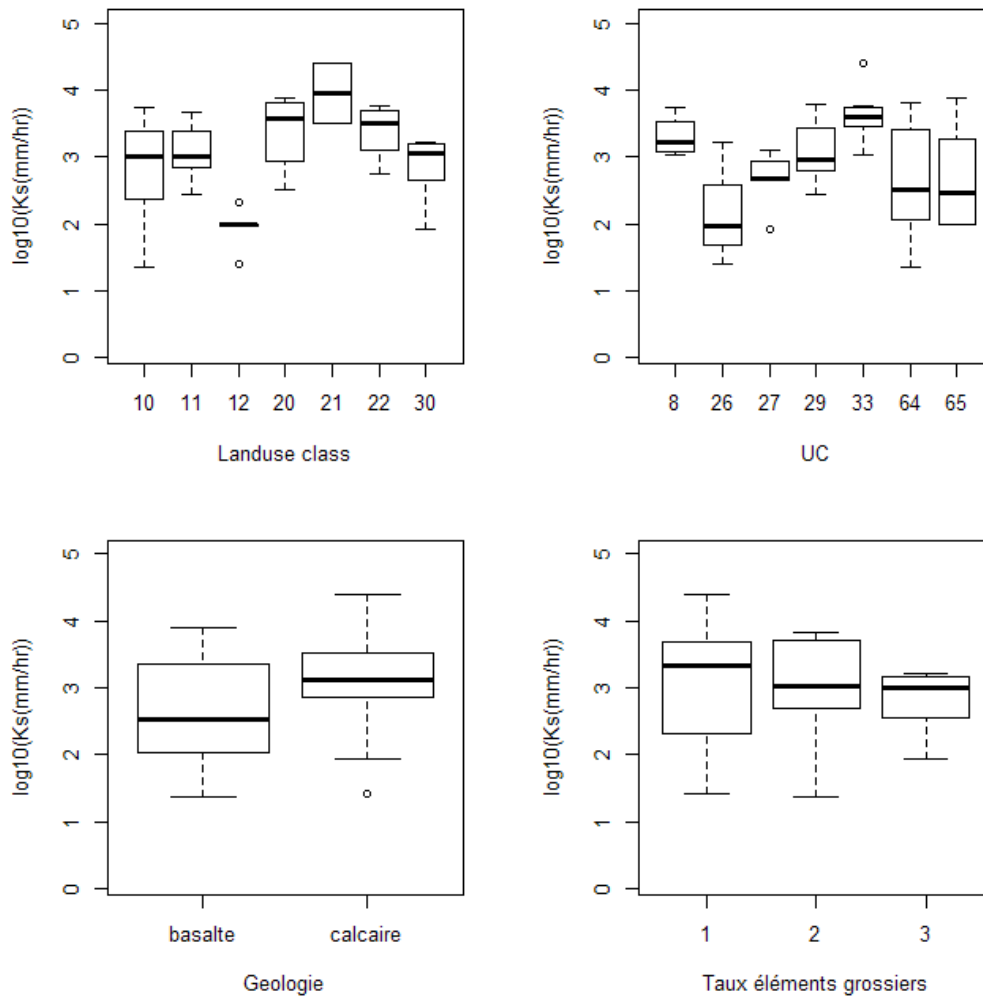 5
4
3
2
1
0
log10(Ks(mm/hr))
10 11 12 20 21 22 30
Landuse class
5
4
3
2
1
0
log10(Ks(mm/hr))
8 26 27 29 33 64 65
UC
5
4
3
2
1
0
log10(Ks(mm/hr))
basalte calcaire
Geologie
5
4
3
2
1
0
log10(Ks(mm/hr))
1 2 3
Taux éléments grossiers